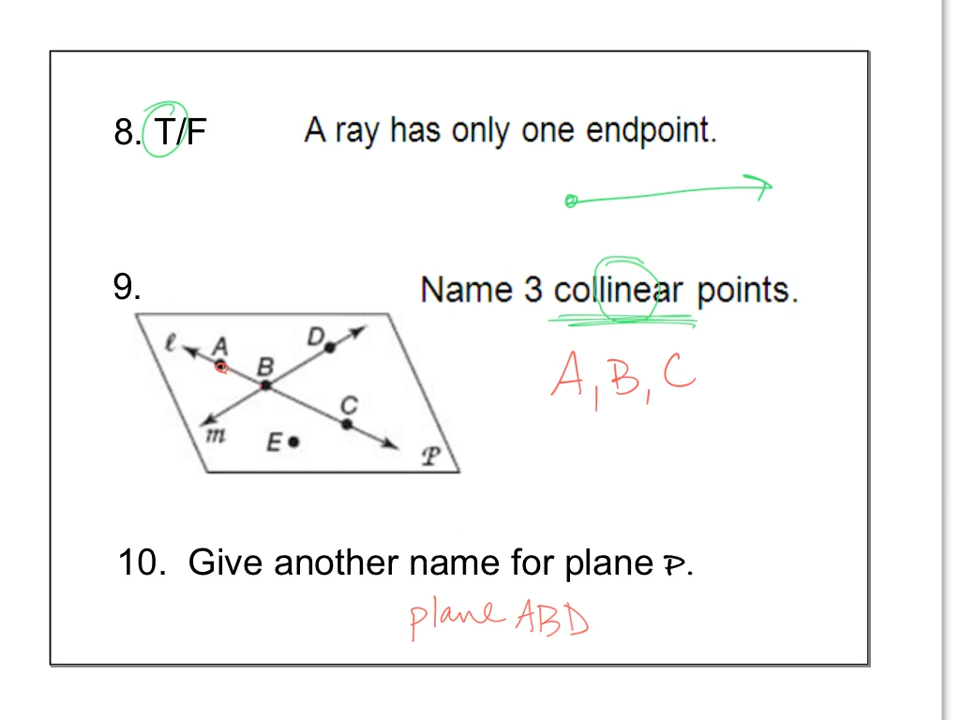 8. T/F A ray has only one endpoint.
9. Name 3 collinear points.
A, B, C
ℓ A D
B
C
m E P
10. Give another name for plane P.
plane ABD